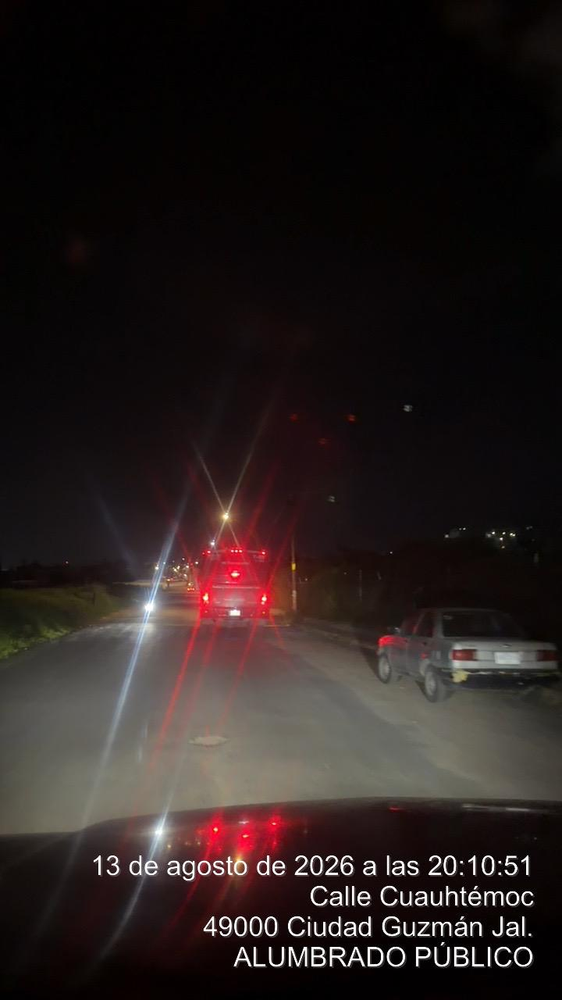 13 de agosto de 2026 a las 20:10:51
Calle Cuauhtémoc
49000 Ciudad Guzmán Jal.
ALUMBRADO PÚBLICO